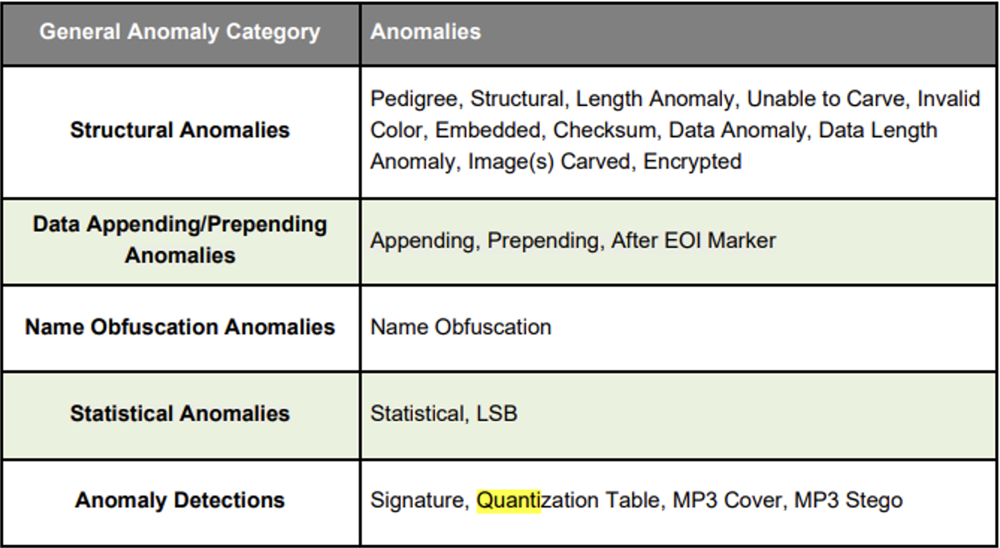 General Anomaly Category
Anomalies
Structural Anomalies
Pedigree, Structural, Length Anomaly, Unable to Carve, Invalid
Color, Embedded, Checksum, Data Anomaly, Data Length
Anomaly, Image(s) Carved, Encrypted
Data Appending/Prepending
Anomalies
Appending, Prepending, After EOI Marker
Name Obfuscation Anomalies
Name Obfuscation
Statistical Anomalies
Statistical, LSB
Anomaly Detections
Signature, Quantization Table, MP3 Cover, MP3 Stego